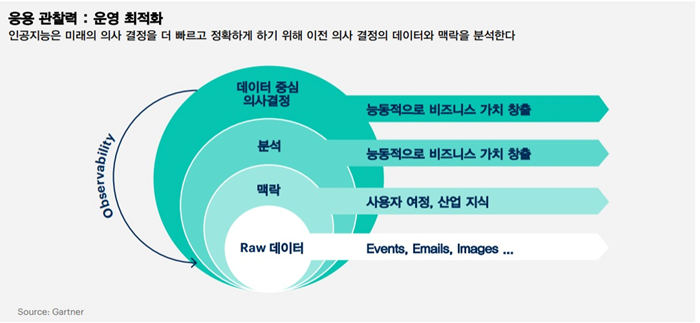 응용 관찰력 : 운영 최적화
인공지능은 미래의 의사 결정을 더 빠르고 정확하게 하기 위해 이전 의사 결정의 데이터와 맥락을 분석한다
Observability
데이터 중심
의사결정
능동적으로 비즈니스 가치 창출
분석
능동적으로 비즈니스 가치 창출
맥락
사용자 여정, 산업 지식
Raw 데이터
Events, Emails, Images ...
Source: Gartner